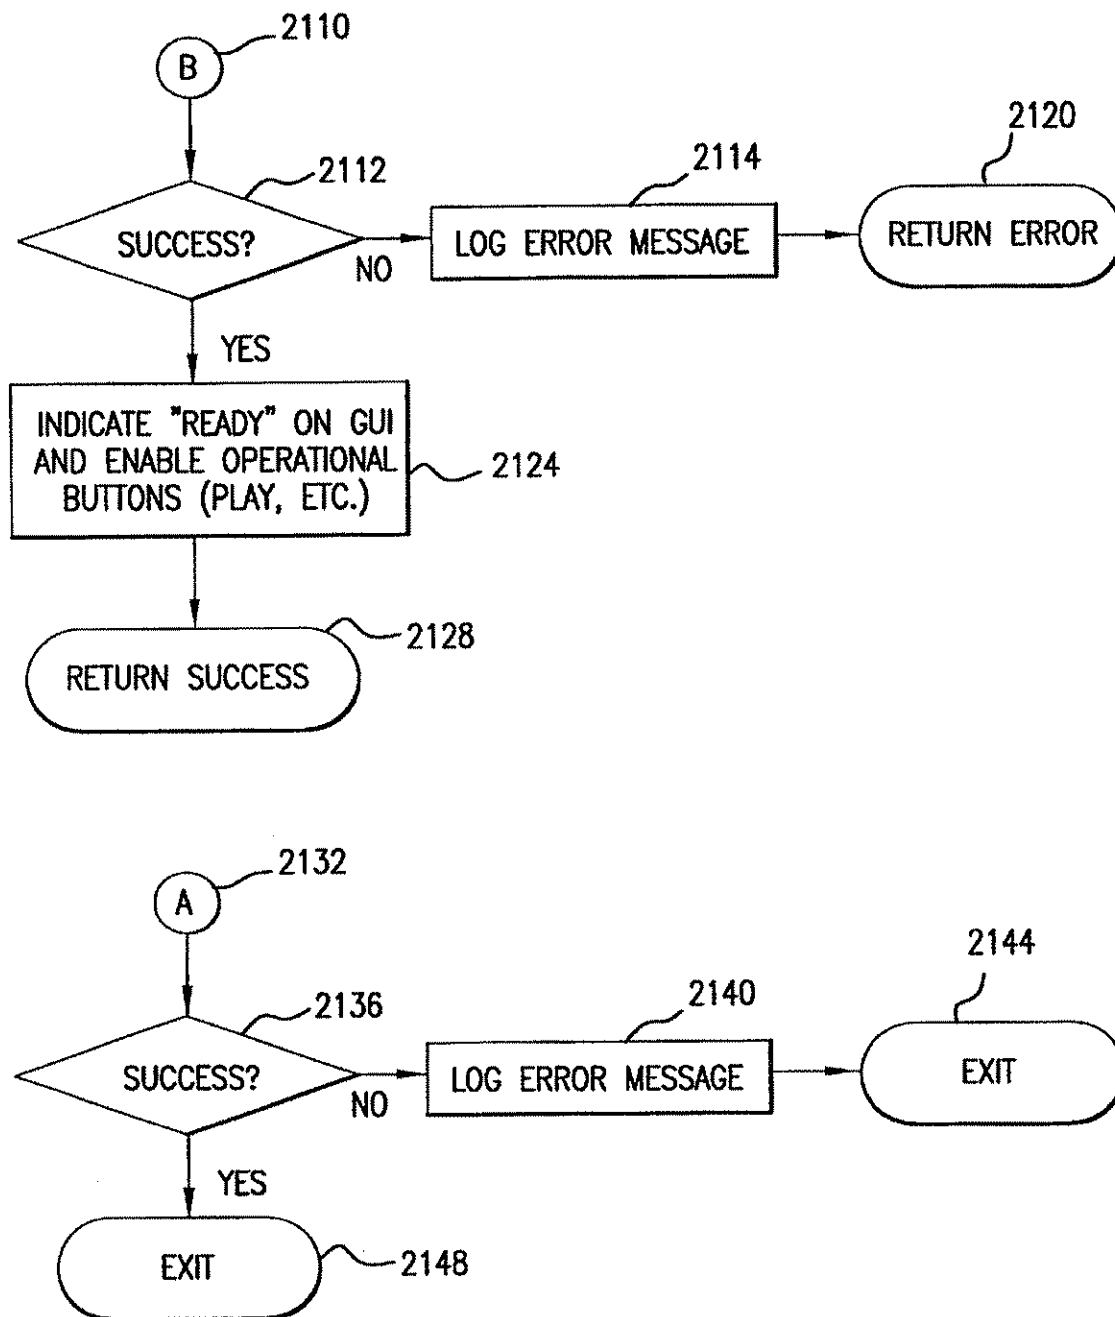 2110
B
2112
SUCCESS?
NO
2114
LOG ERROR MESSAGE
2120
RETURN ERROR
YES
INDICATE "READY" ON GUI
AND ENABLE OPERATIONAL
BUTTONS (PLAY, ETC.)
2124
2128
RETURN SUCCESS
2132
A
2136
SUCCESS?
NO
2140
LOG ERROR MESSAGE
2144
EXIT
YES
EXIT
2148